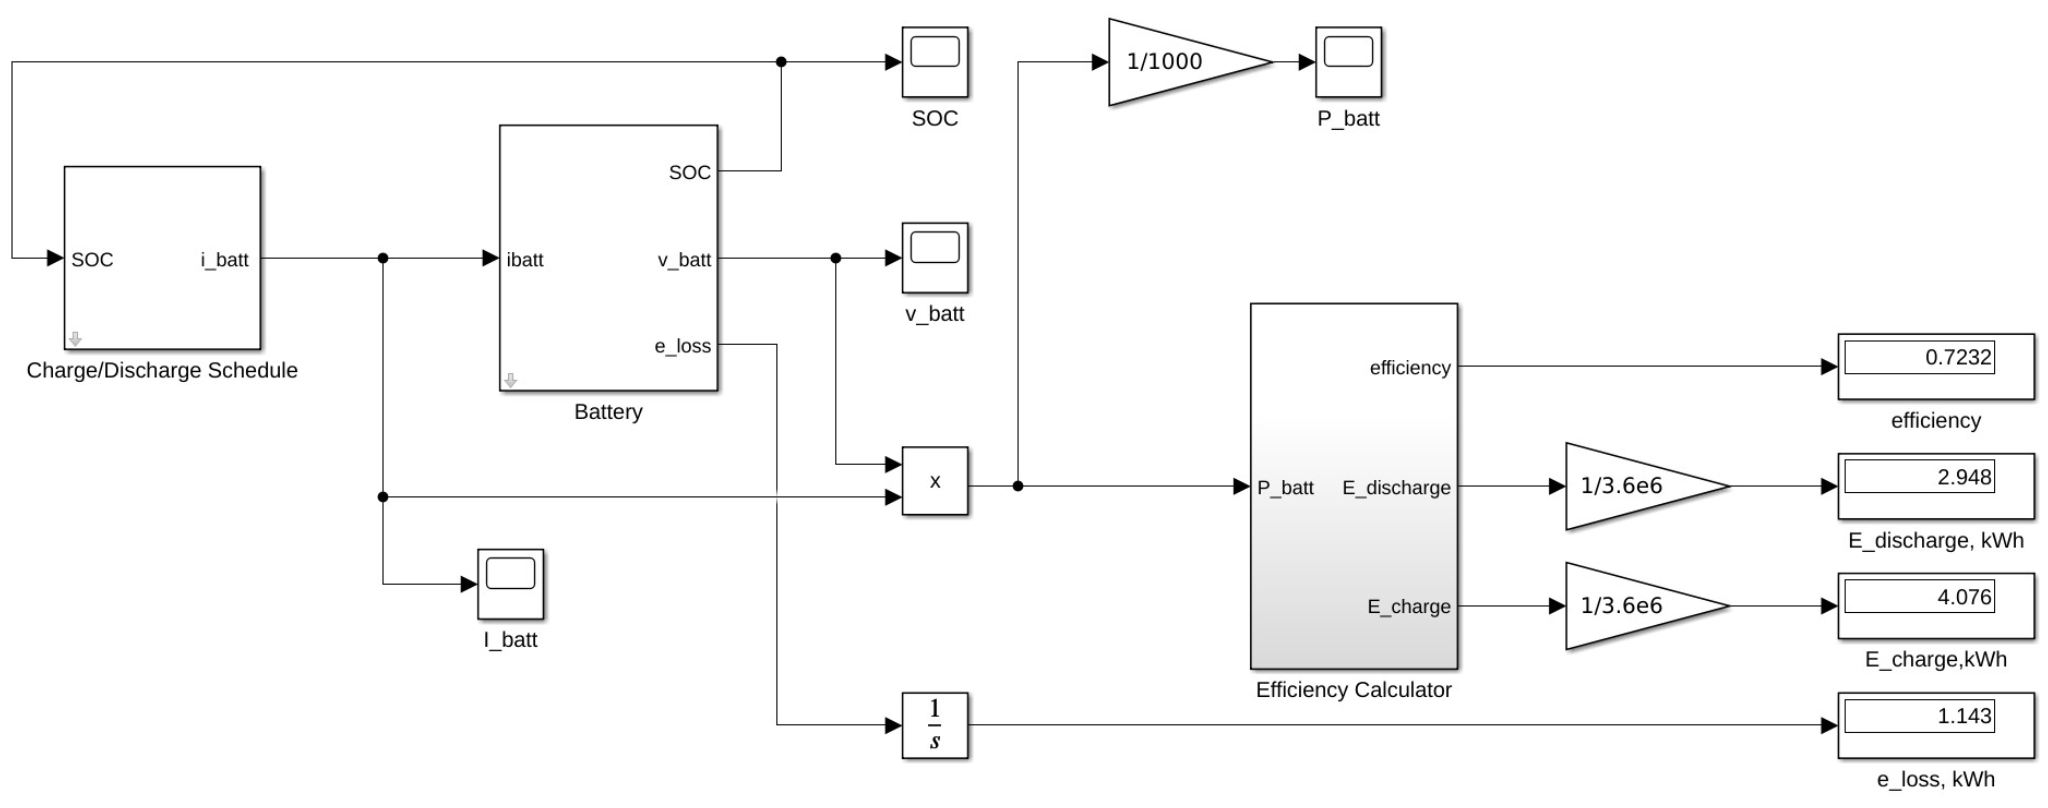 1/1000
SOC
P_batt
SOC
SOC
i_batt
ibatt
v_batt
v_batt
e_loss
Charge/Discharge Schedule
Battery
efficiency
0.7232
efficiency
x
P_batt
E_discharge
1/3.6e6
2.948
E_discharge, kWh
I_batt
E_charge
1/3.6e6
4.076
E_charge,kWh
Efficiency Calculator
1
s
1.143
e_loss, kWh